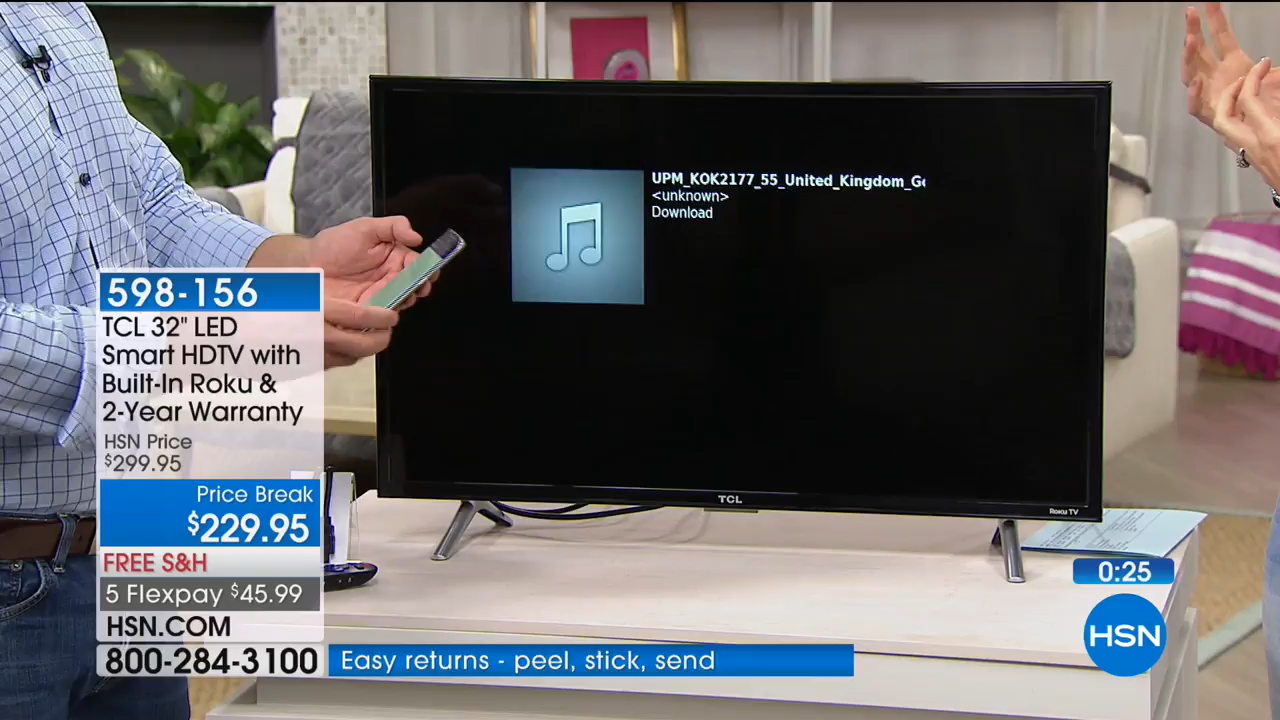 UPM_KOK2177_55_United_Kingdom_G
<unknown>
Download
TCL
Roku TV
598-156
TCL 32" LED
Smart HDTV with
Built-In Roku &
2-Year Warranty
HSN Price
$299.95
Price Break
$229.95
FREE S&H
5 Flexpay $45.99
HSN.COM
800-284-3100
Easy returns - peel, stick, send
0:25
HSN